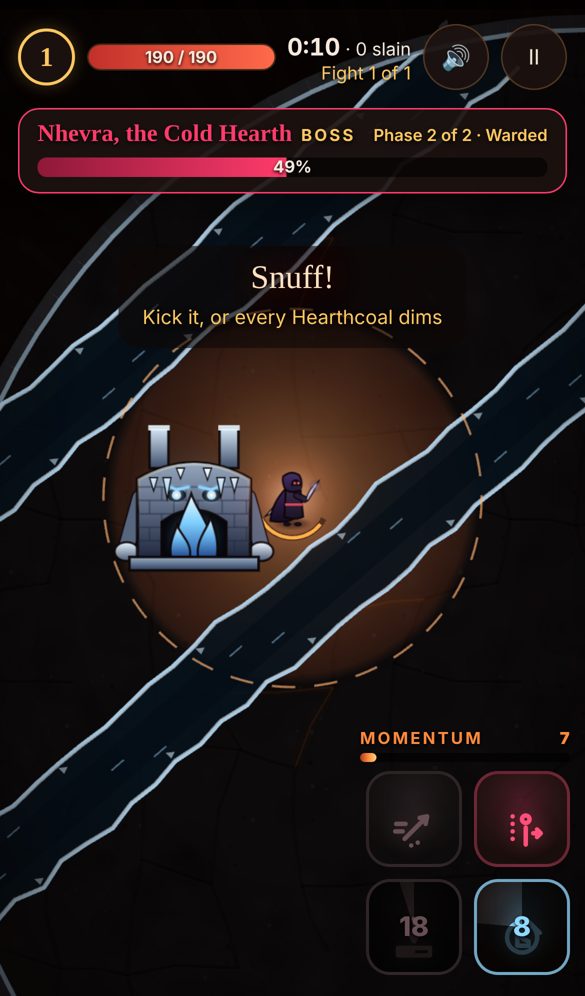 1
190 / 190
0:10 · 0 slain
Fight 1 of 1
Nhevra, the Cold Hearth BOSS Phase 2 of 2 · Warded
49%
Snuff!
Kick it, or every Hearthcoal dims
MOMENTUM 7
18 8